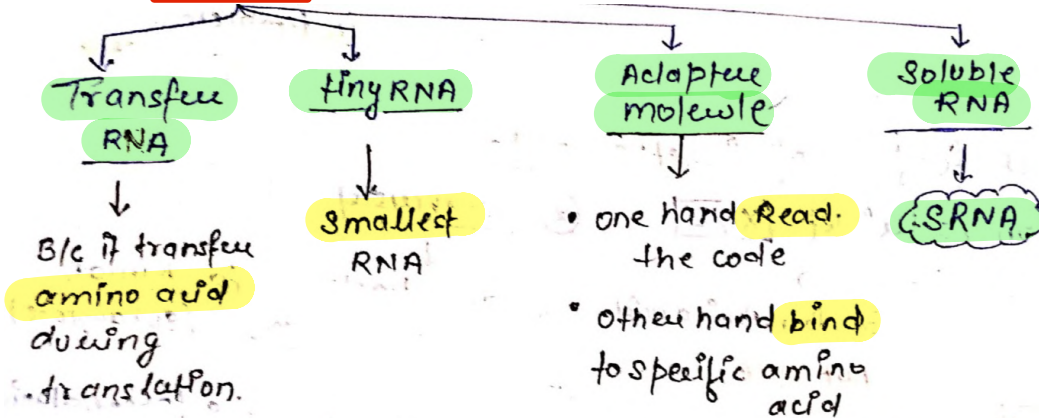 Transfer
RNA
B/c it transfer
amino acid
during
translation.
tiny RNA
smallest
RNA
Adapter
molecule
• one hand Read
the code
• other hand bind
to specific amino
acid
Soluble
RNA
SRNA